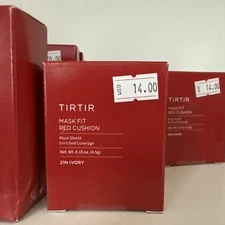 USD 14.00
TIRTIR
MASK FIT
RED CUSHION
Mask Shield
Enriched Coverage
Net. Wt. 0.15 oz. (4.5g)
21N IVORY
14.00
TIRTIR
MASK FIT
RED CUSHION